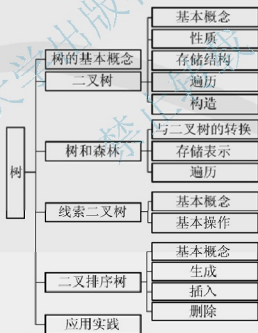 树
树的基本概念
二叉树
基本概念
性质
存储结构
遍历
构造
树和森林
与二叉树的转换
存储表示
遍历
线索二叉树
基本概念
基本操作
二叉排序树
基本概念
生成
插入
删除
应用实践